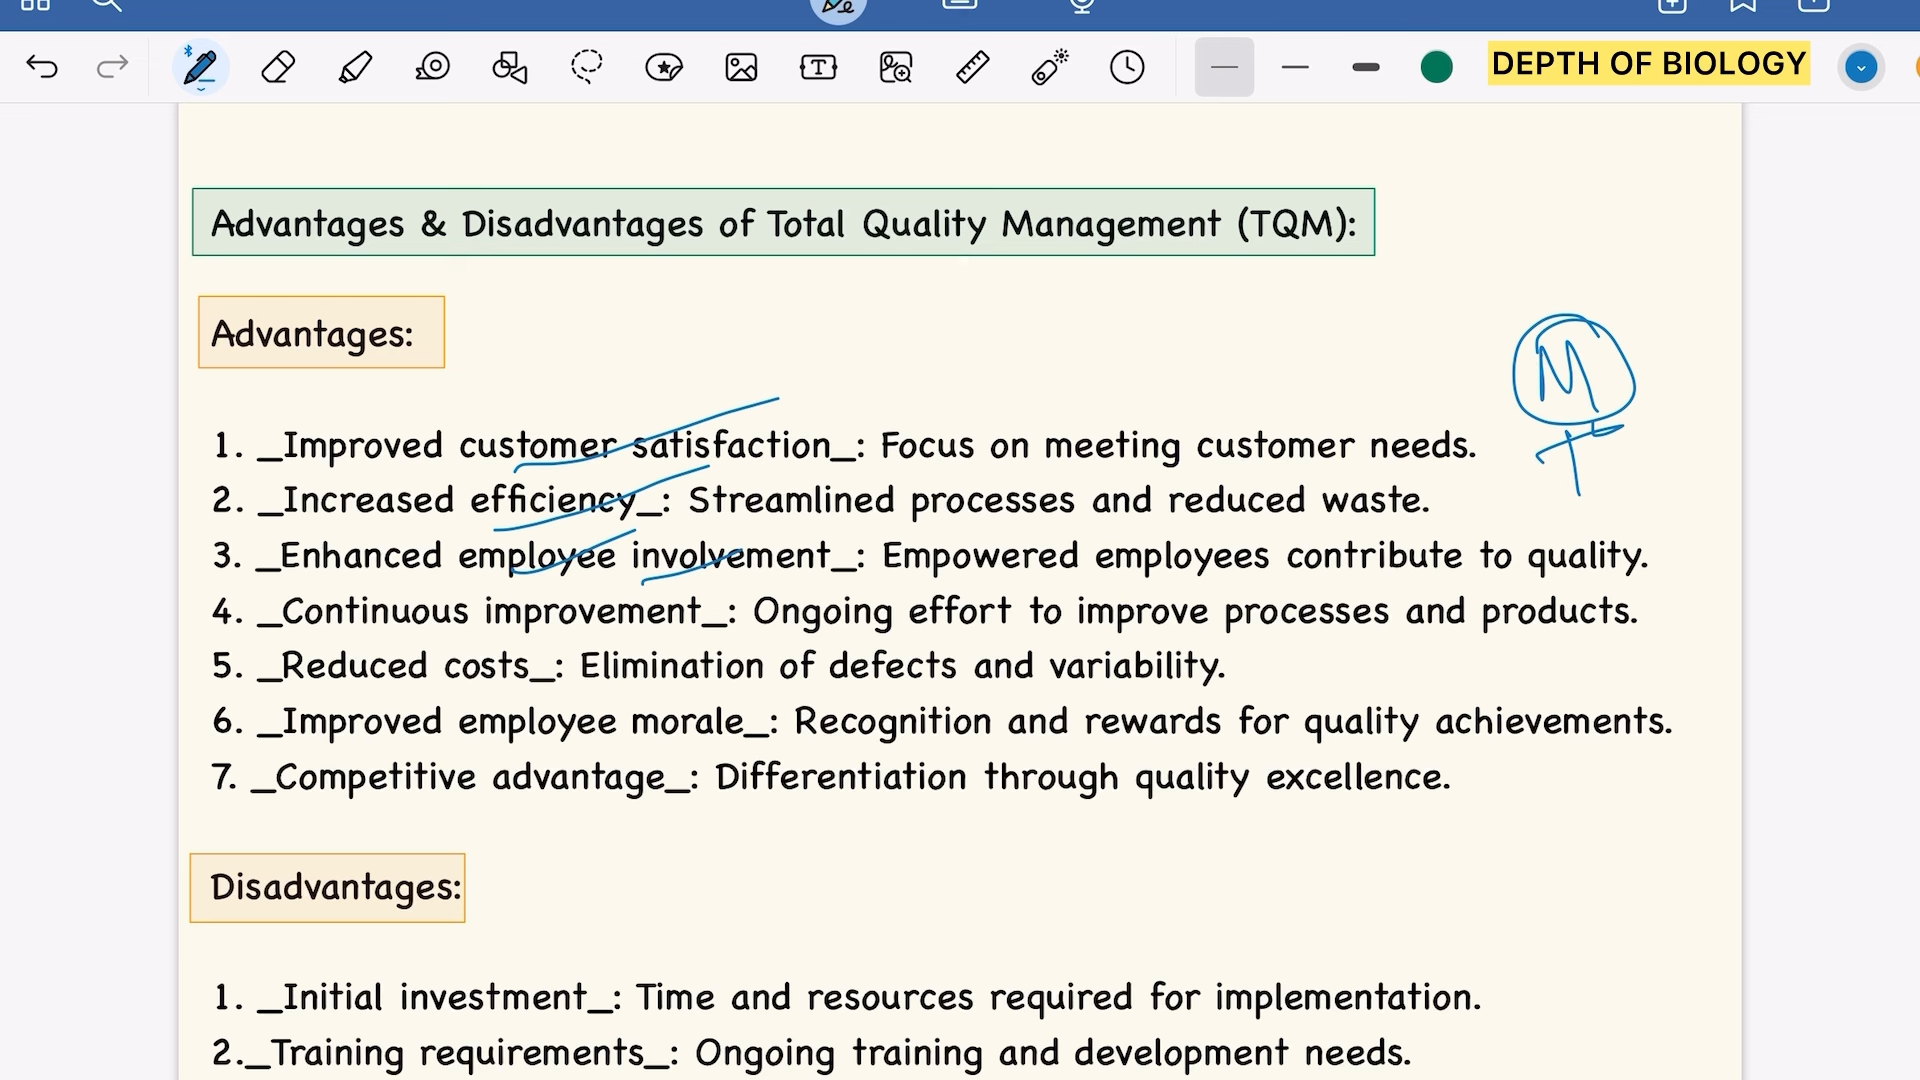 DEPTH OF BIOLOGY
Advantages & Disadvantages of Total Quality Management (TQM):
Advantages:
M
T
1. _Improved customer satisfaction_: Focus on meeting customer needs.
2. _Increased efficiency_: Streamlined processes and reduced waste.
3. _Enhanced employee involvement_: Empowered employees contribute to quality.
4. _Continuous improvement_: Ongoing effort to improve processes and products.
5. _Reduced costs_: Elimination of defects and variability.
6. _Improved employee morale_: Recognition and rewards for quality achievements.
7. _Competitive advantage_: Differentiation through quality excellence.
Disadvantages:
1. _Initial investment_: Time and resources required for implementation.
2._Training requirements_: Ongoing training and development needs.